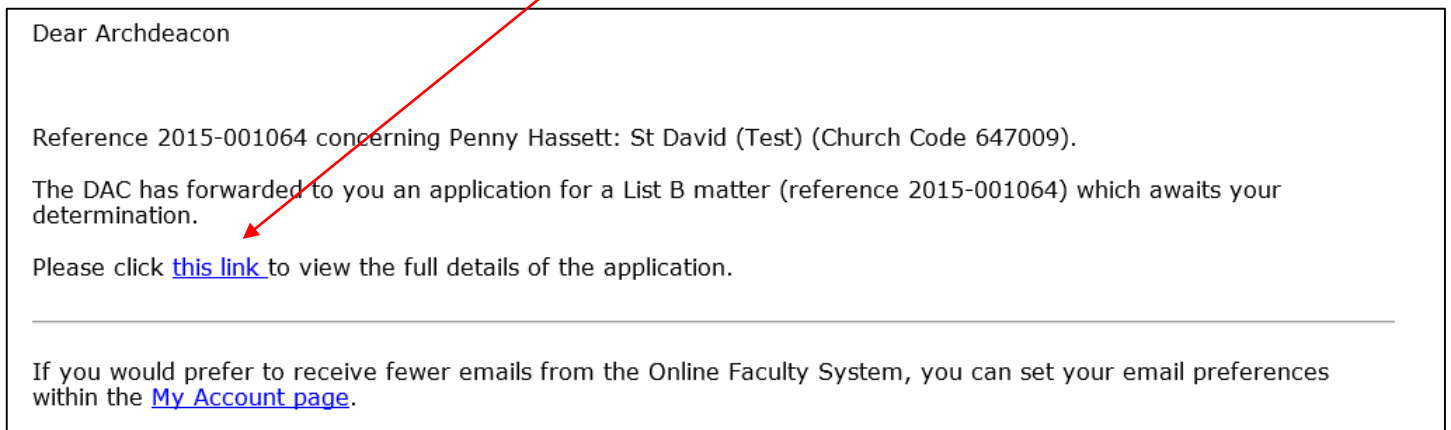 Dear Archdeacon
Reference 2015-001064 concerning Penny Hassett: St David (Test) (Church Code 647009).
The DAC has forwarded to you an application for a List B matter (reference 2015-001064) which awaits your
determination.
Please click this link to view the full details of the application.
If you would prefer to receive fewer emails from the Online Faculty System, you can set your email preferences
within the My Account page.